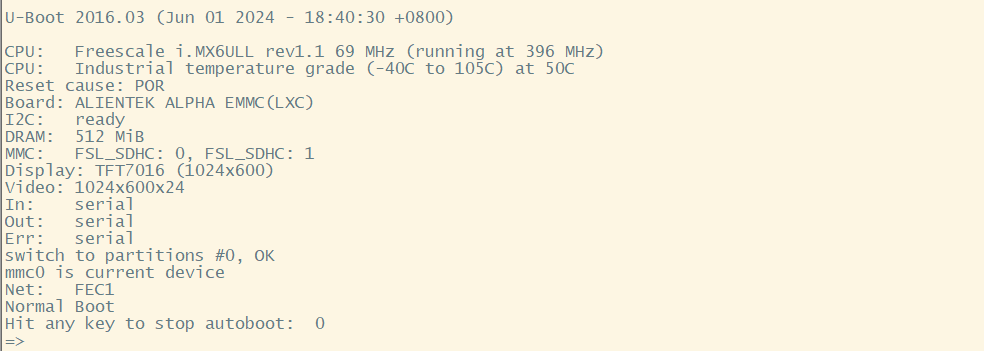 U-Boot 2016.03 (Jun 01 2024 - 18:40:30 +0800)
CPU:   Freescale i.MX6ULL rev1.1 69 MHz (running at 396 MHz)
CPU:   Industrial temperature grade (-40C to 105C) at 50C
Reset cause: POR
Board: ALIENTEK ALPHA EMMC(LXC)
I2C:   ready
DRAM:  512 MiB
MMC:   FSL_SDHC: 0, FSL_SDHC: 1
Display: TFT7016 (1024x600)
Video: 1024x600x24
In:    serial
Out:   serial
Err:   serial
switch to partitions #0, OK
mmc0 is current device
Net:   FEC1
Normal Boot
Hit any key to stop autoboot:  0
=>